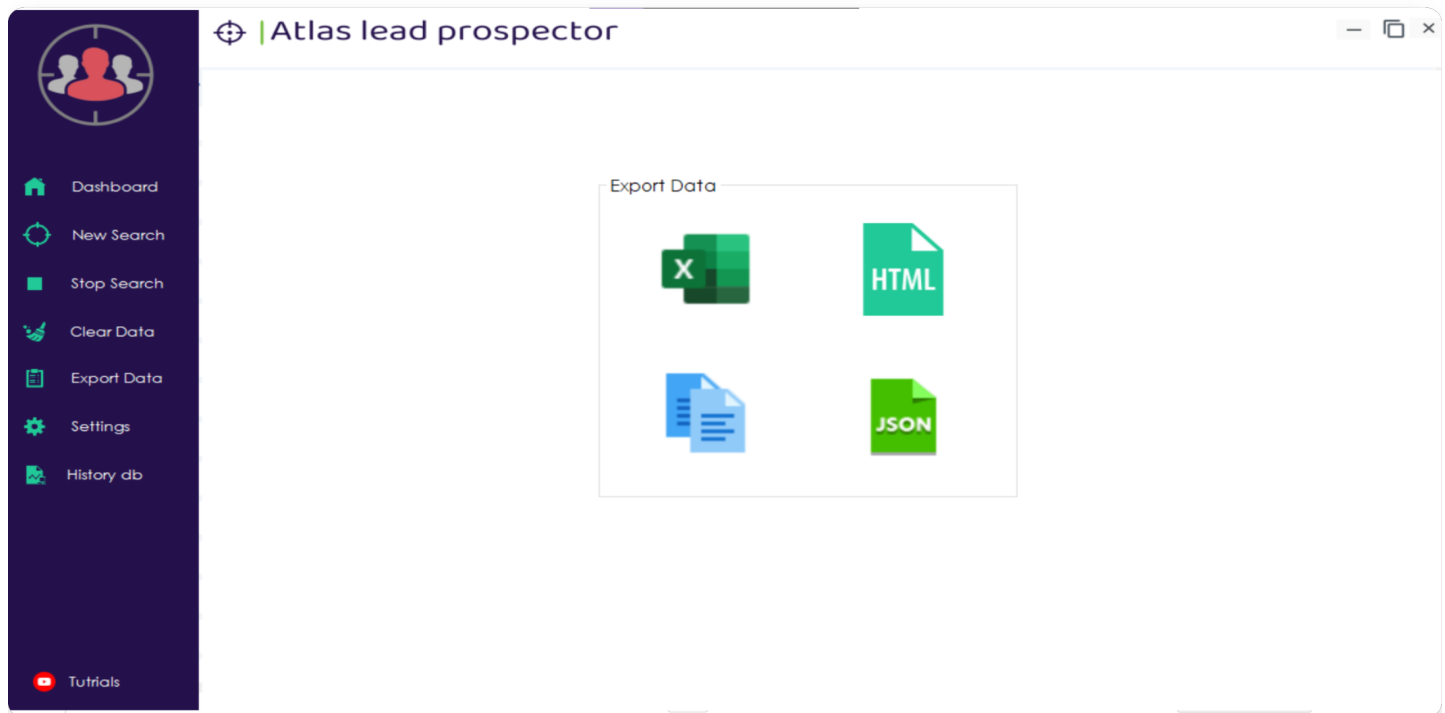 Atlas lead prospector
Dashboard
New Search
Stop Search
Clear Data
Export Data
Settings
History db
Tutrials
Export Data
X
HTML
JSON